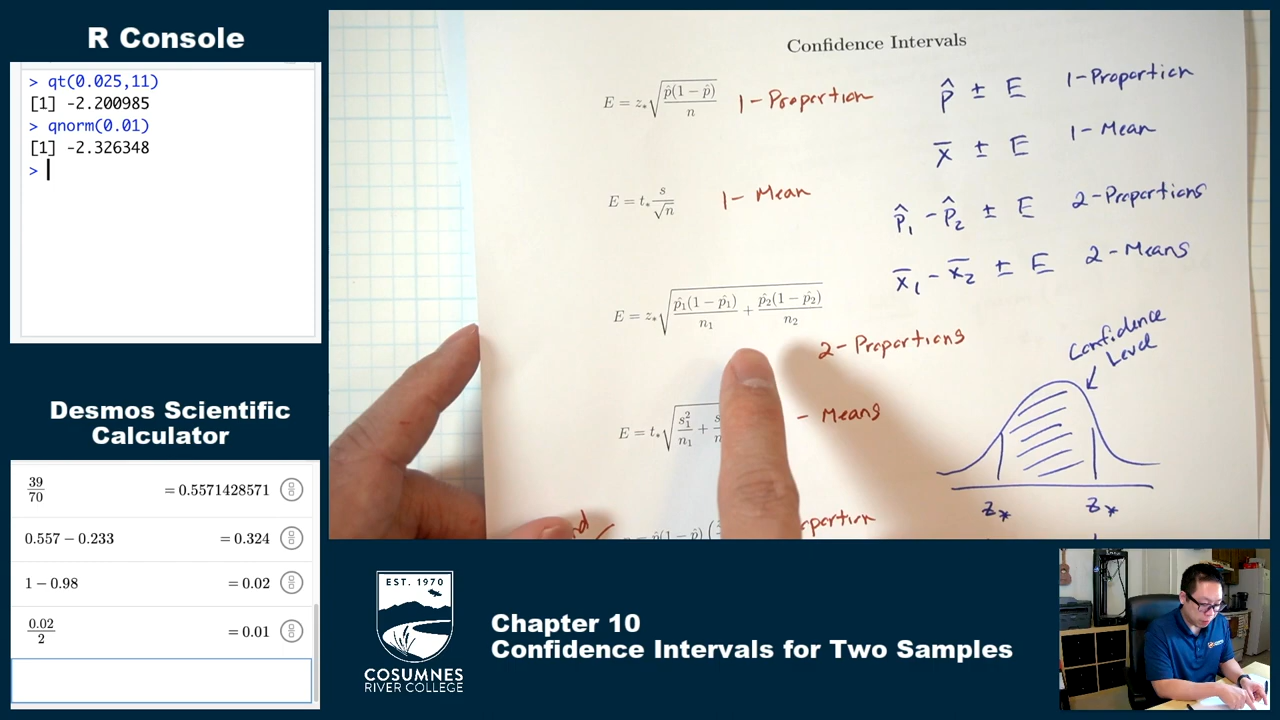 R Console
> qt(0.025,11)
[1] -2.200985
> qnorm(0.01)
[1] -2.326348
>
Desmos Scientific
Calculator
39/70 = 0.5571428571
0.557 − 0.233 = 0.324
1 − 0.98 = 0.02
0.02/2 = 0.01
Confidence Intervals
E = z* √(p̂(1 − p̂)/n) 1-Proportion
p̂ ± E 1-Proportion
x̄ ± E 1-Mean
E = t* s/√n 1-Mean
p̂₁ - p̂₂ ± E 2-Proportions
x̄₁ - x̄₂ ± E 2-Means
E = z* √(p̂₁(1 − p̂₁)/n₁ + p̂₂(1 − p̂₂)/n₂)
2-Proportions
Confidence
Level
E = t* √(s₁²/n₁ +
- Means
z* z*
EST. 1970
COSUMNES
RIVER COLLEGE
Chapter 10
Confidence Intervals for Two Samples